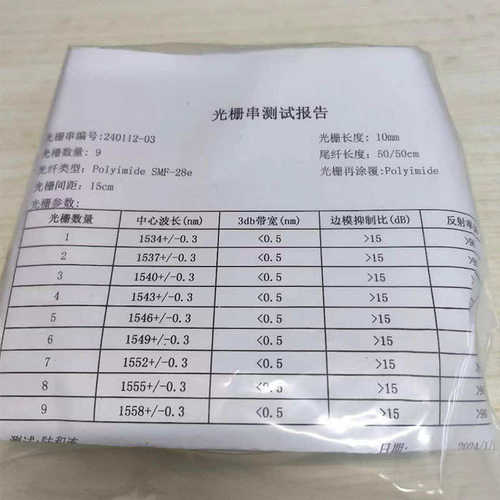 光栅串测试报告
光栅串编号:240112-03 光栅长度: 10mm
光栅数量: 9 尾纤长度: 50/50cm
光纤类型: Polyimide SMF-28e 光栅再涂覆:Polyimide
光栅间距: 15cm
光栅参数:
光栅数量 中心波长(nm) 3db带宽(nm) 边模抑制比(dB) 反射率
1 1534+/-0.3 <0.5 >15
2 1537+/-0.3 <0.5 >15
3 1540+/-0.3 <0.5 >15
4 1543+/-0.3 <0.5 >15
5 1546+/-0.3 <0.5 >15
6 1549+/-0.3 <0.5 >15
7 1552+/-0.3 <0.5 >15
8 1555+/-0.3 <0.5 >15
9 1558+/-0.3 <0.5 >15
测试: 日期: 2024/1/